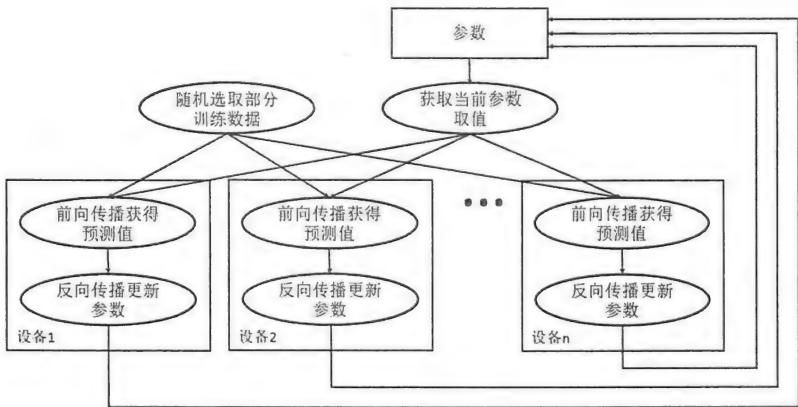 参数
随机选取部分
训练数据
获取当前参数
取值
前向传播获得
预测值
反向传播更新
参数
设备1
前向传播获得
预测值
反向传播更新
参数
设备2
前向传播获得
预测值
反向传播更新
参数
设备n